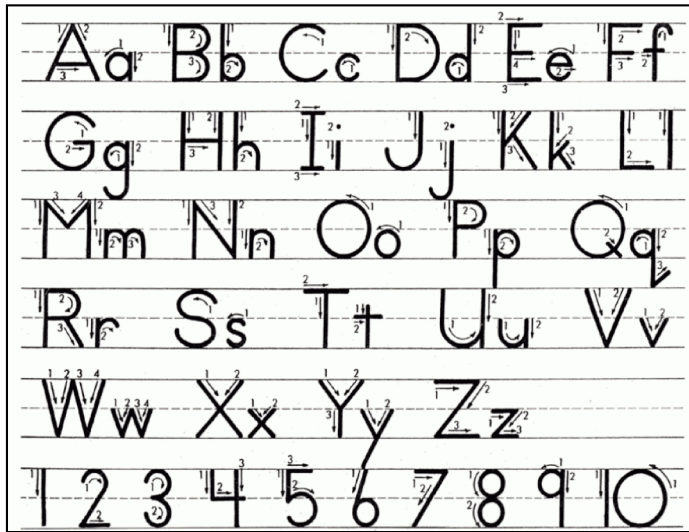 Aa Bb Cc Dd Ee Ff
Gg Hh Ii Jj Kk Ll
Mm Nn Oo Pp Qq
Rr Ss Tt Uu Vv
Ww Xx Yy Zz
1 2 3 4 5 6 7 8 9 10